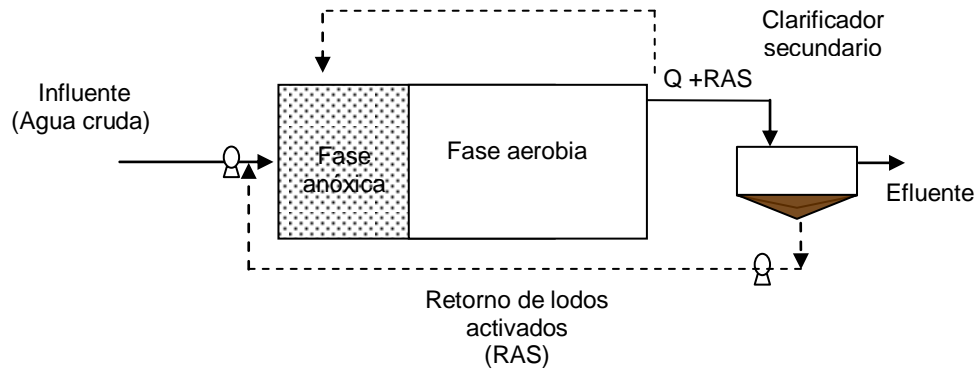 Influente
(Agua cruda)
Fase
anóxica
Fase aerobia
Q +RAS
Clarificador
secundario
Efluente
Retorno de lodos
activados
(RAS)